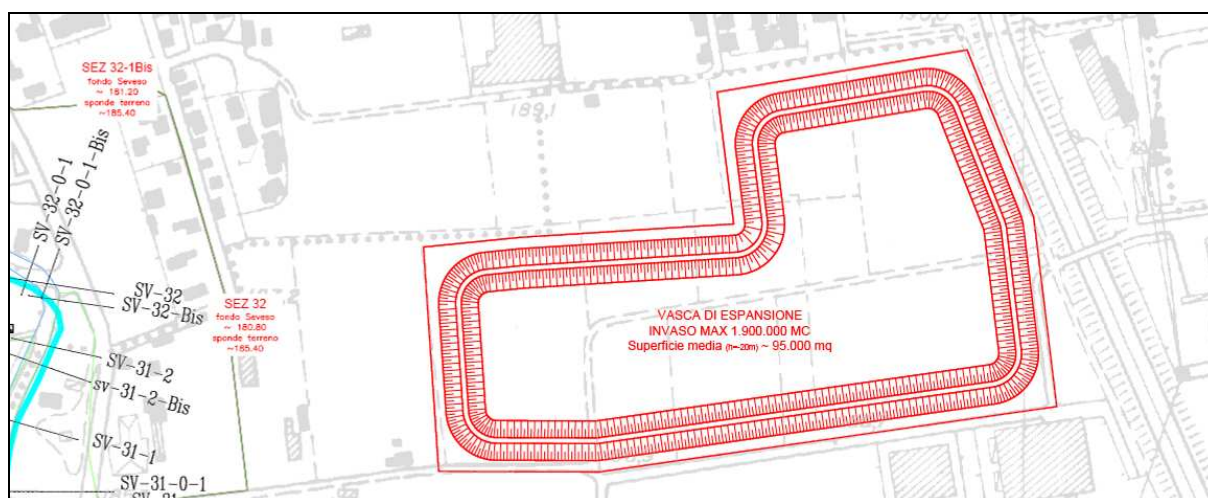 SEZ 32-1Bis
fondo Seveso
~ 181.20
sponde terreno
~185.40
SV-32-0-1
SV-32-0-1-Bis
SV-32
SV-32-Bis
SEZ 32
fondo Seveso
~ 180.80
sponde terreno
~185.40
SV-31-2
sv-31-2-Bis
SV-31-1
SV-31-0-1
VASCA DI ESPANSIONE
INVASO MAX 1.900.000 MC
Superficie media (h=20m) ~ 95.000 mq